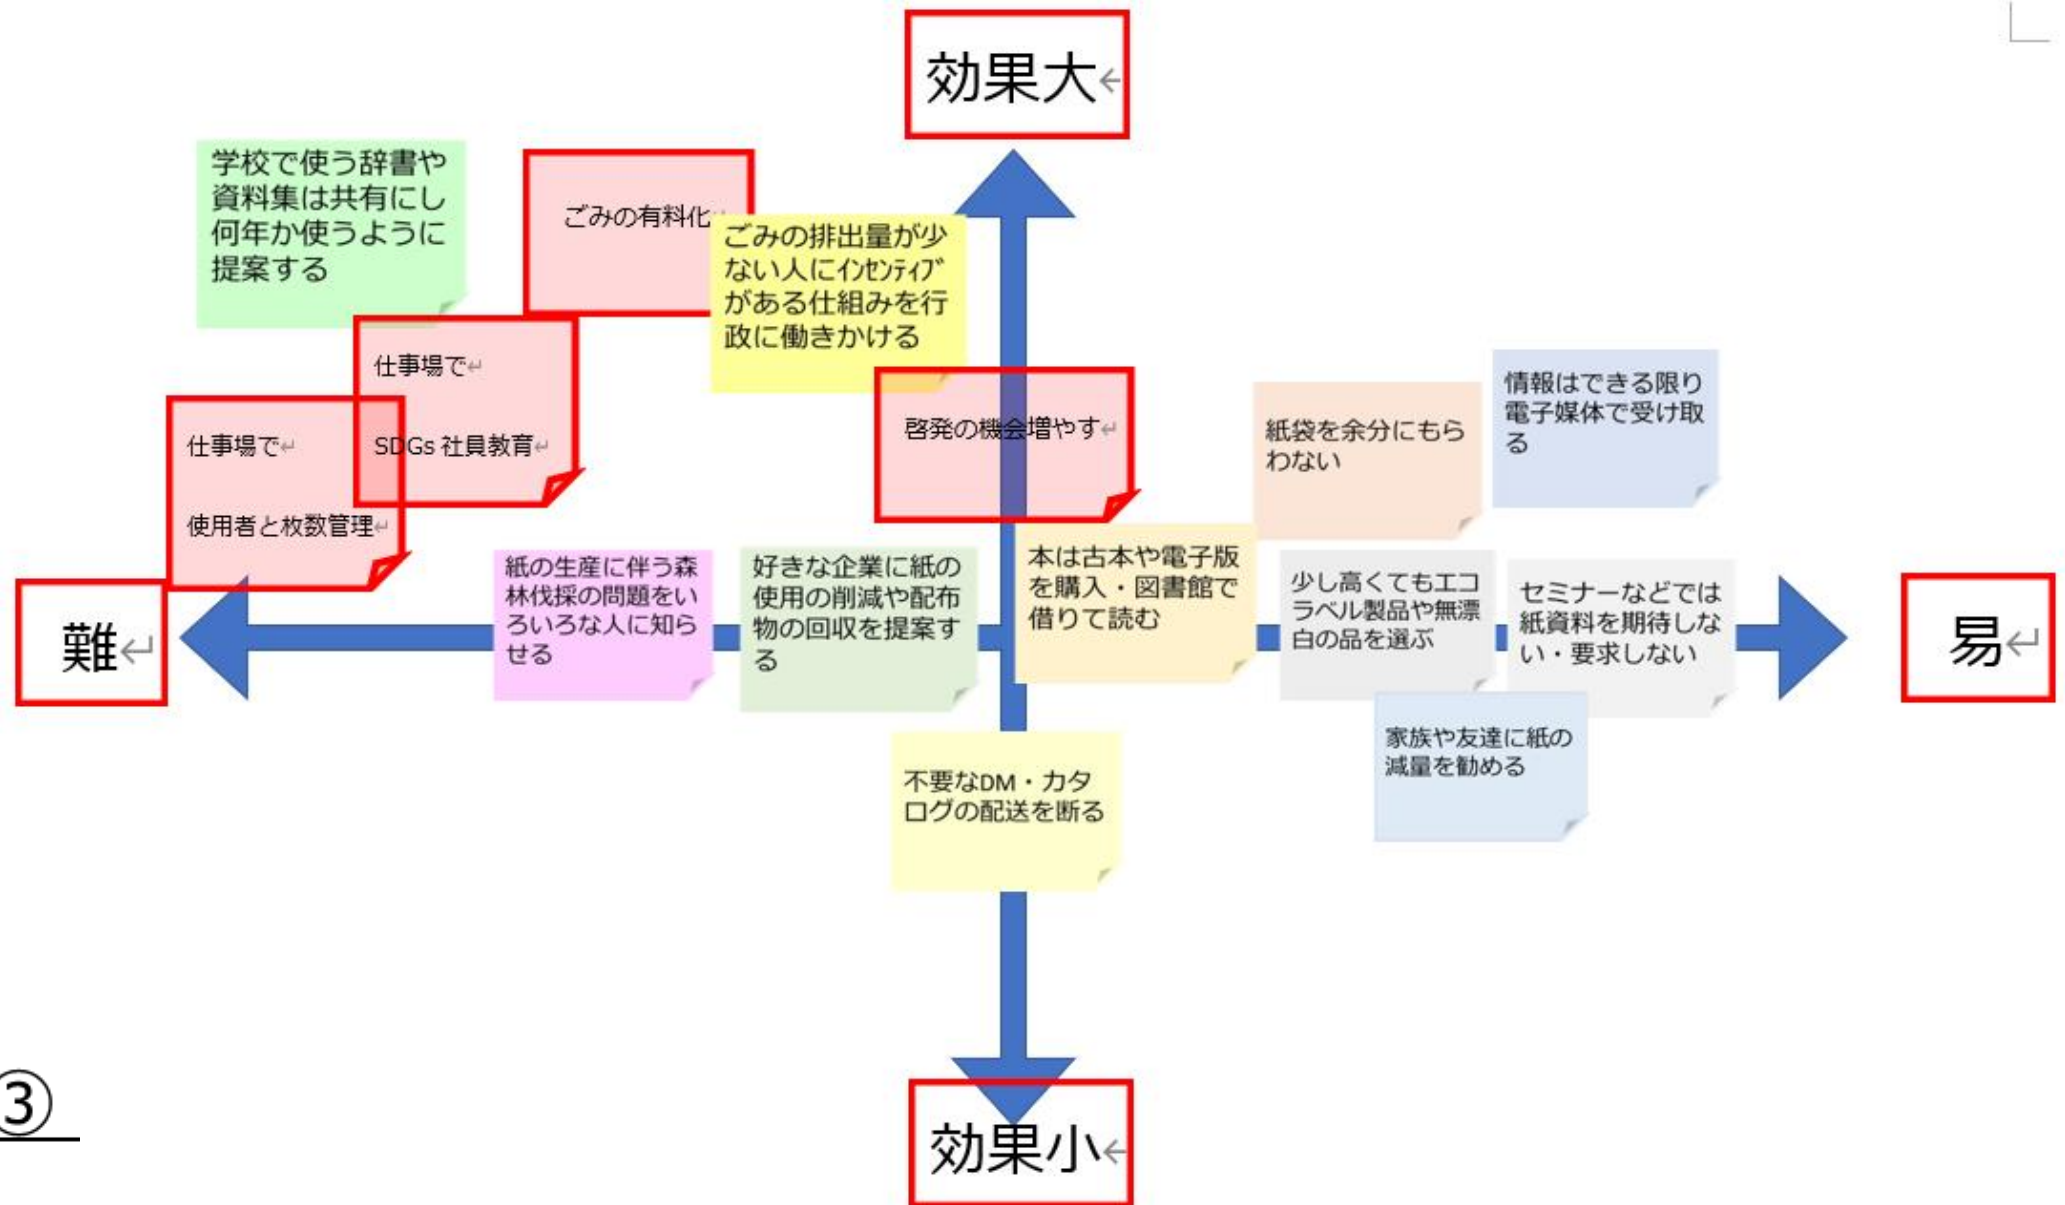 効果大
学校で使う辞書や
資料集は共有にし
何年か使うように
提案する
ごみの有料化
ごみの排出量が少
ない人にｲﾝｾﾝﾃｨﾌﾞ
がある仕組みを行
政に働きかける
仕事場で
SDGs 社員教育
仕事場で
使用者と枚数管理
啓発の機会増やす
紙袋を余分にもら
わない
情報はできる限り
電子媒体で受け取
る
難
紙の生産に伴う森
林伐採の問題をい
ろいろな人に知ら
せる
好きな企業に紙の
使用の削減や配布
物の回収を提案す
る
本は古本や電子版
を購入・図書館で
借りて読む
少し高くてもエコ
ラベル製品や無漂
白の品を選ぶ
セミナーなどでは
紙資料を期待しな
い・要求しない
易
家族や友達に紙の
減量を勧める
不要なDM・カタ
ログの配送を断る
③
効果小